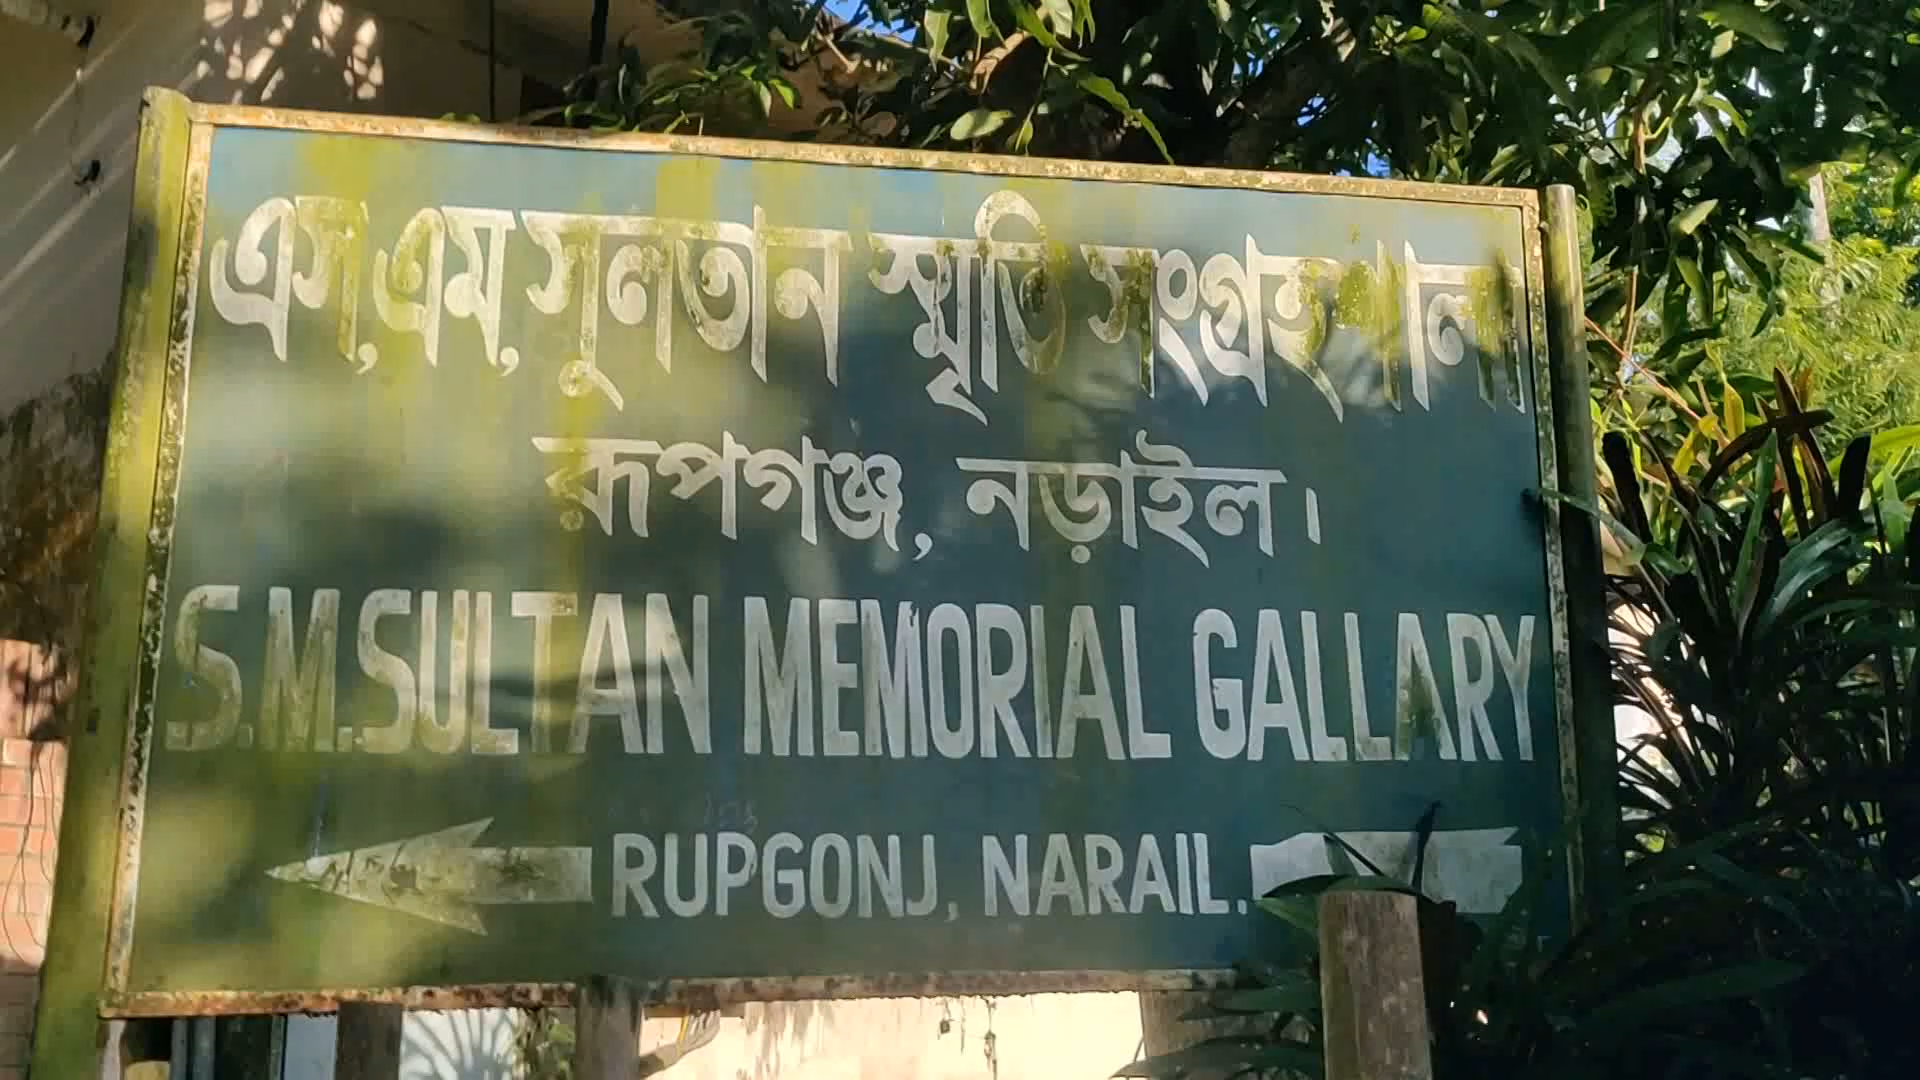 এস,এম,সুলতান স্মৃতি সংগ্রহশালা
রূপগঞ্জ, নড়াইল।
S.M.SULTAN MEMORIAL GALLARY
RUPGONJ, NARAIL.